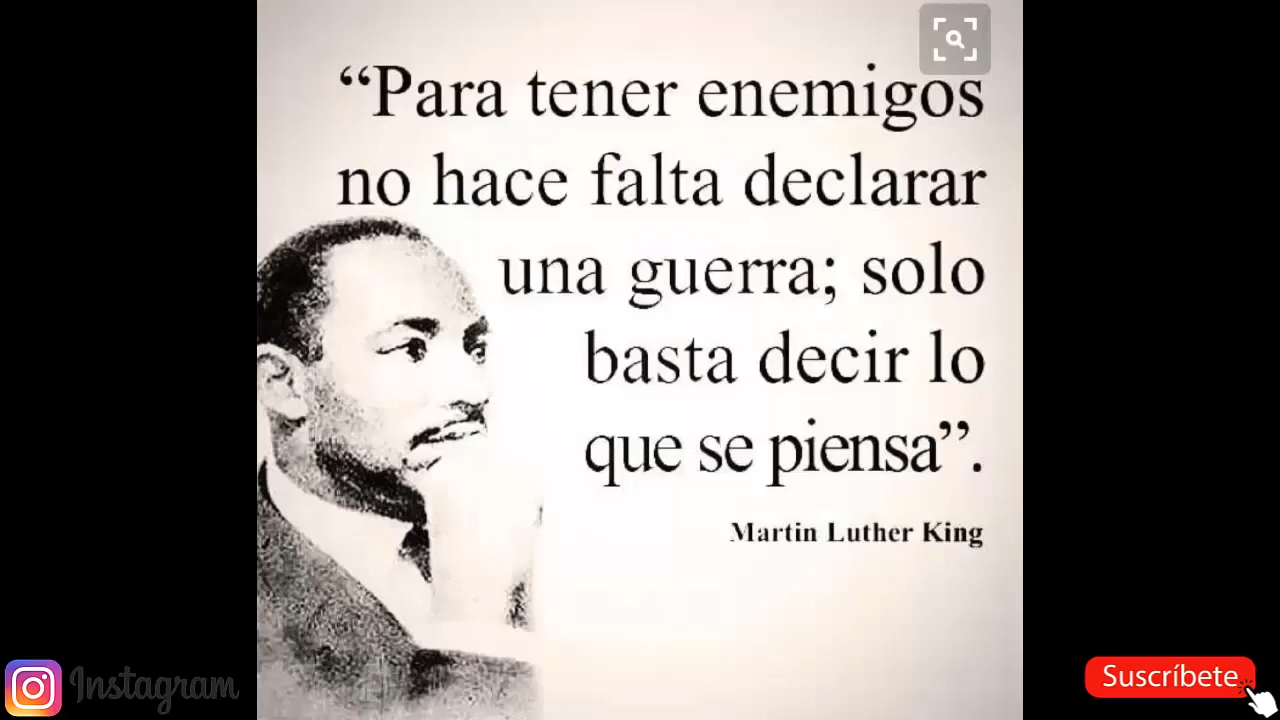 “Para tener enemigos
no hace falta declarar
una guerra; solo
basta decir lo
que se piensa”.
Martin Luther King
Instagram
Suscríbete